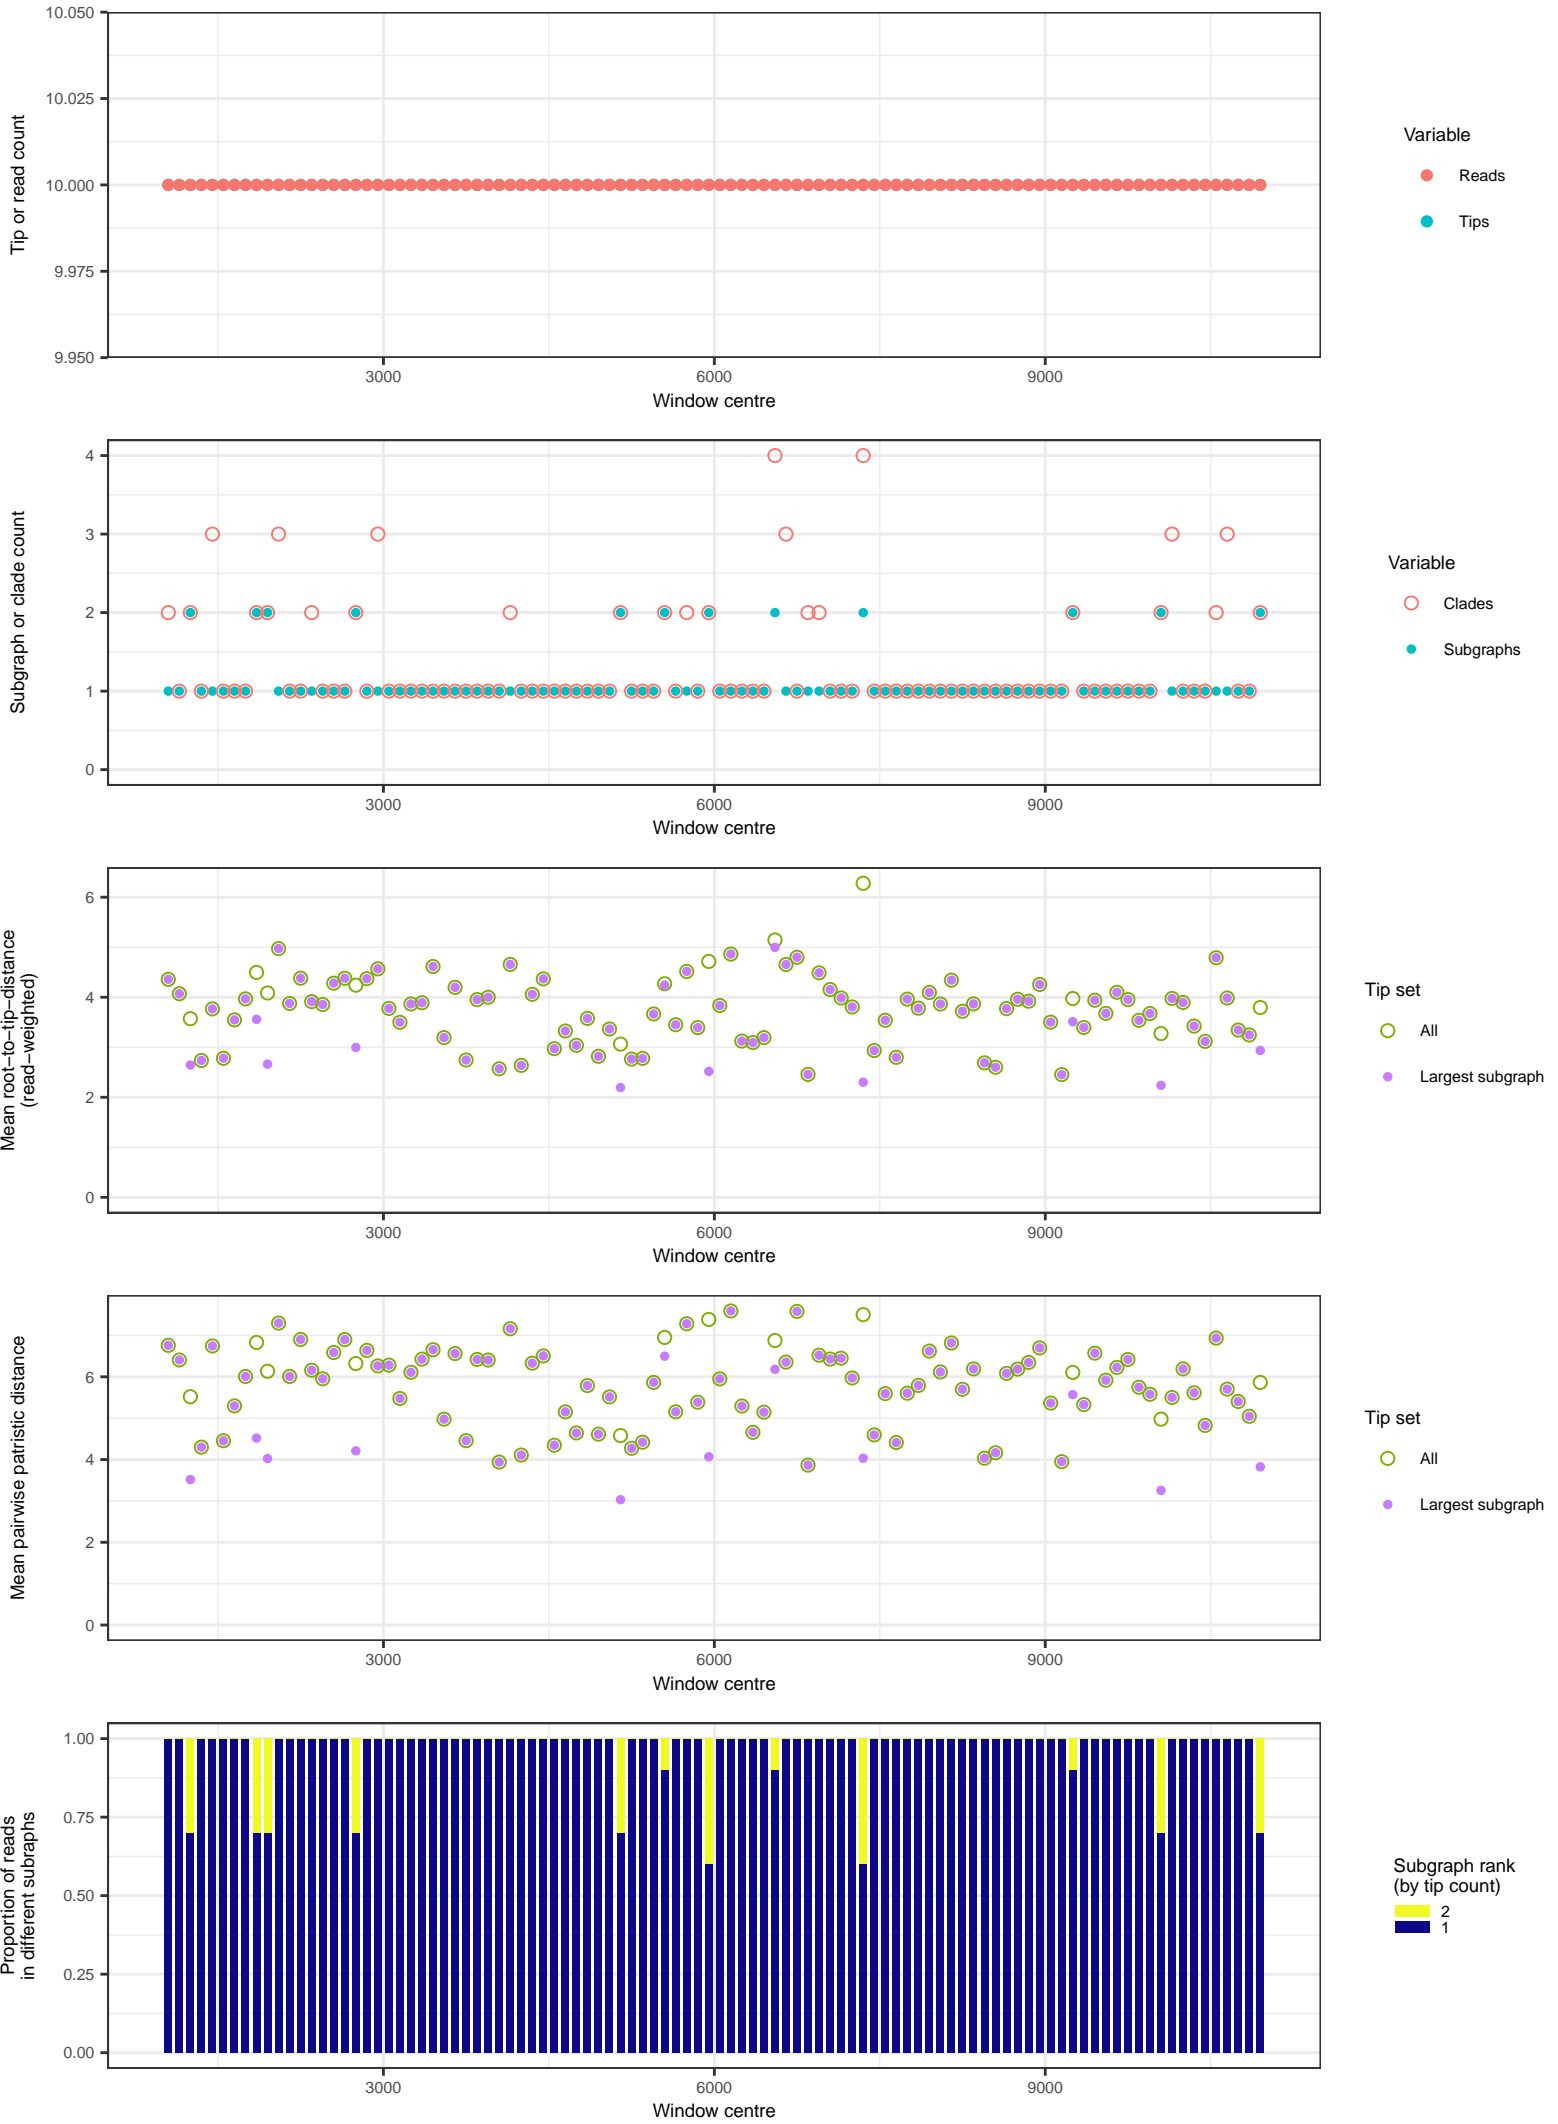 10.050
10.025
10.000
9.975
9.950
Tip or read count
3000
6000
9000
Window centre
Variable
Reads
Tips
4
3
2
1
0
Subgraph or clade count
3000
6000
9000
Window centre
Variable
Clades
Subgraphs
6
4
2
0
Mean root−to−tip−distance
(read−weighted)
3000
6000
9000
Window centre
Tip set
All
Largest subgraph
6
4
2
0
Mean pairwise patristic distance
3000
6000
9000
Window centre
Tip set
All
Largest subgraph
1.00
0.75
0.50
0.25
0.00
Proportion of reads
in different subraphs
3000
6000
9000
Window centre
Subgraph rank
(by tip count)
2
1